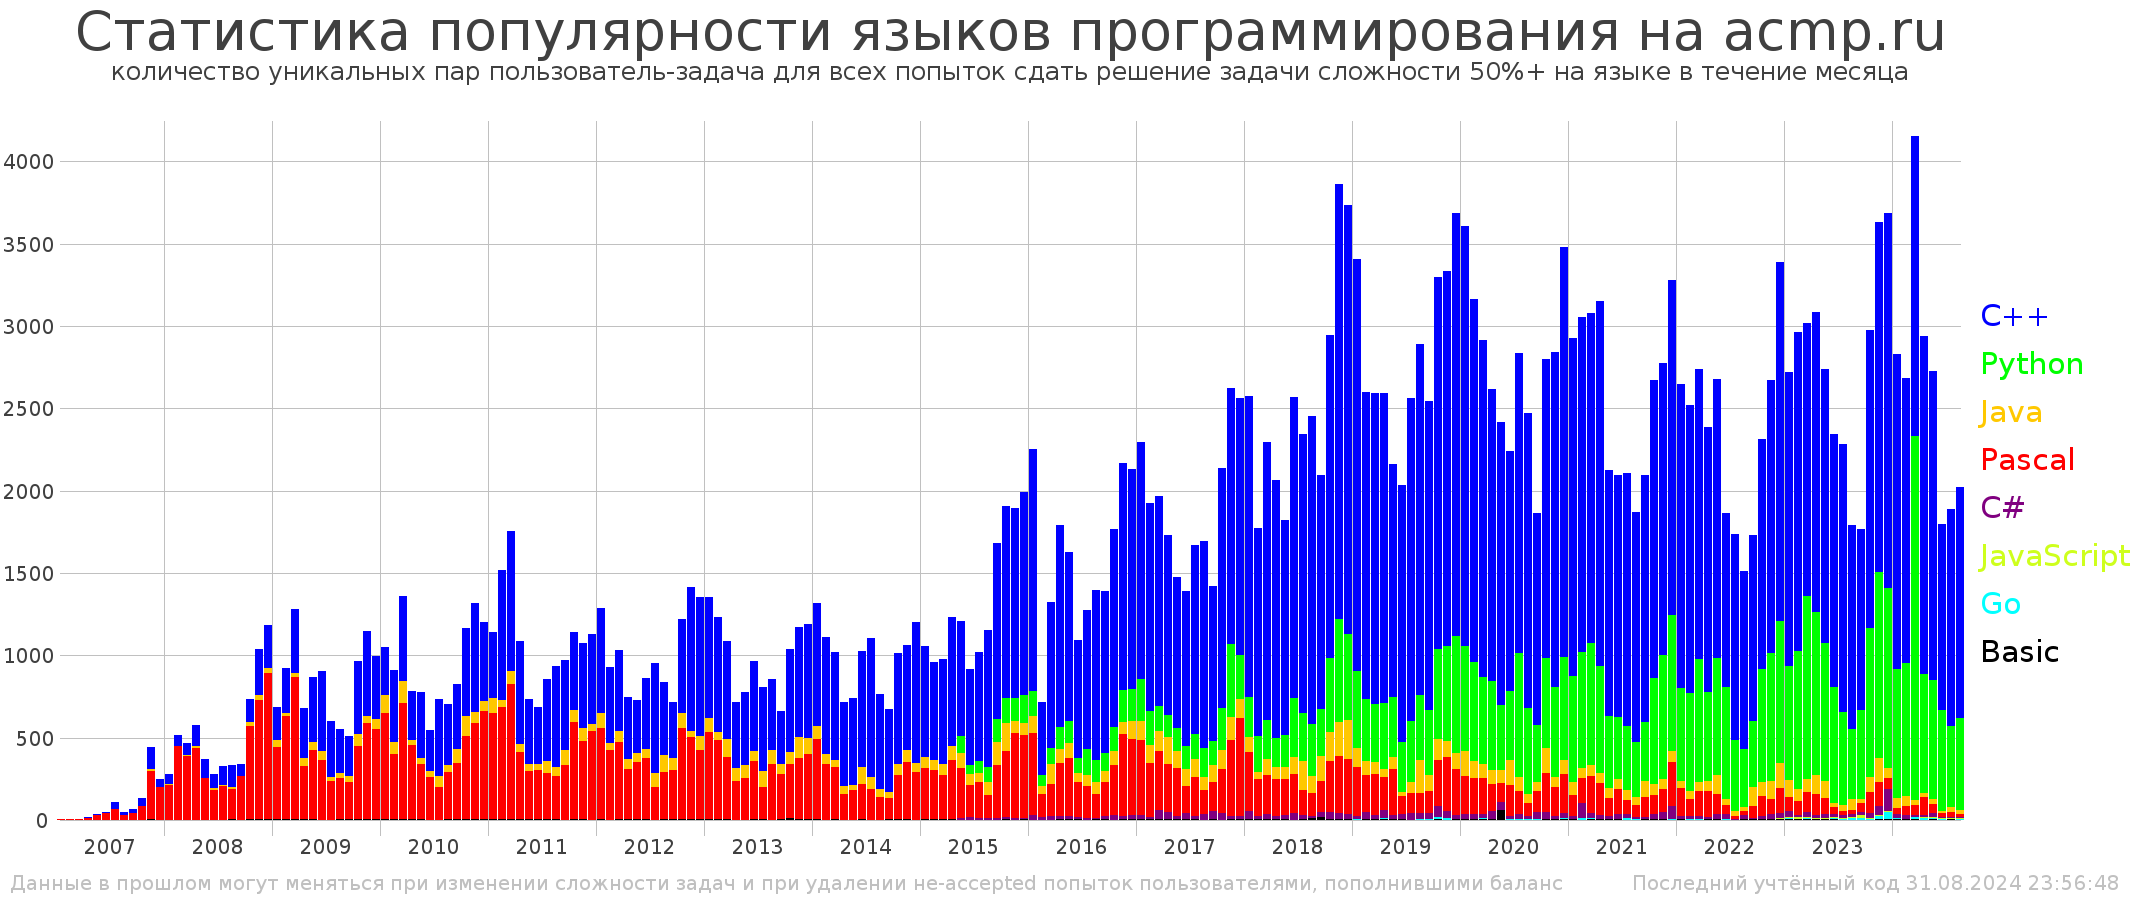 Статистика популярности языков программирования на acmp.ru
количество уникальных пар пользователь-задача для всех попыток сдать решение задачи сложности 50%+ на языке в течение месяца
4000
3500
3000
2500
2000
1500
1000
500
0
C++
Python
Java
Pascal
C#
JavaScript
Go
Basic
2007 2008 2009 2010 2011 2012 2013 2014 2015 2016 2017 2018 2019 2020 2021 2022 2023
Данные в прошлом могут меняться при изменении сложности задач и при удалении не-accepted попыток пользователями, пополнившими баланс
Последний учтённый код 31.08.2024 23:56:48